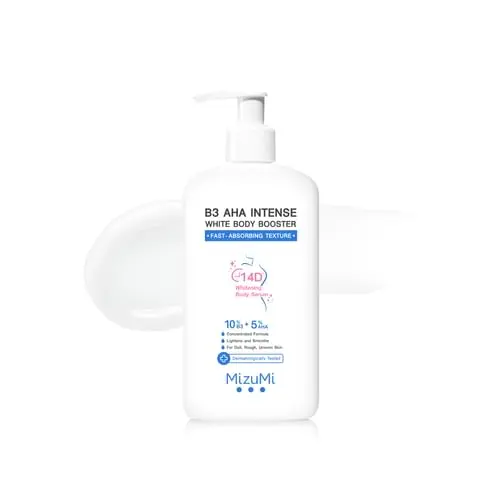 B3 AHA INTENSE
WHITE BODY BOOSTER
• FAST-ABSORBING TEXTURE •
14D
Whitening
Body Serum
10% B3 + 5% AHA
Concentrated Formula
Lightens and Smooths
For Dull, Rough, Uneven Skin
Dermatologically Tested
MizuMi